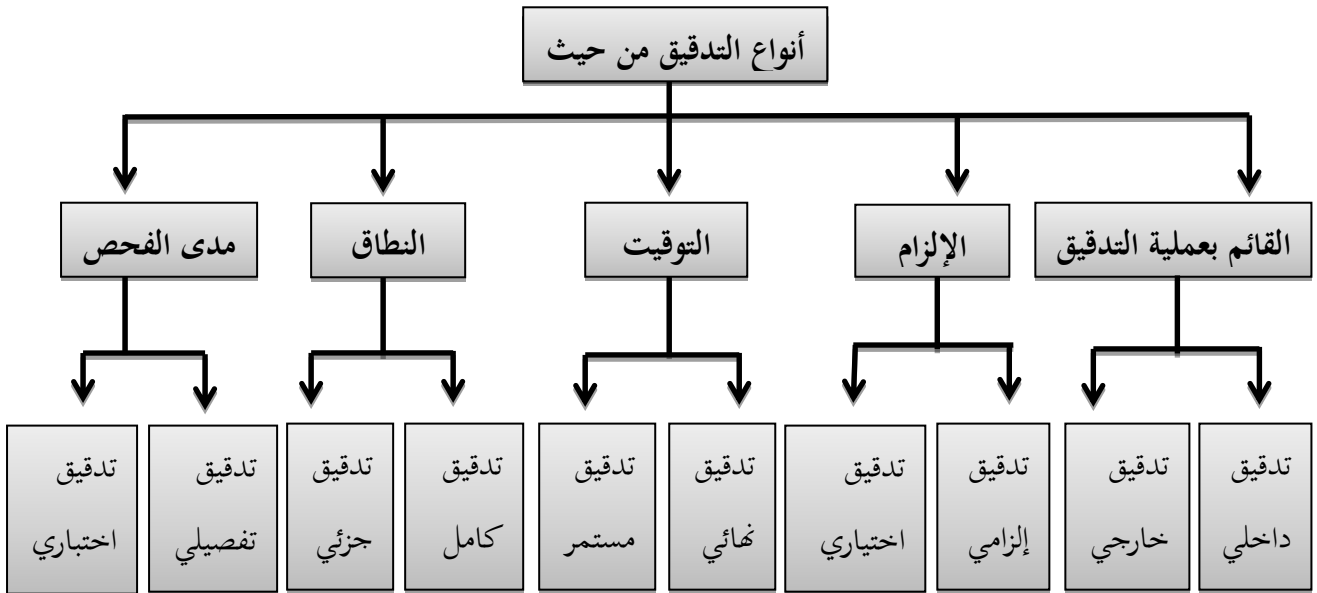 أنواع التدقيق من حيث
القائم بعملية التدقيق
الإلزام
التوقيت
النطاق
مدى الفحص
تدقيق
داخلي
تدقيق
خارجي
تدقيق
إلزامي
تدقيق
اختياري
تدقيق
نهائي
تدقيق
مستمر
تدقيق
كامل
تدقيق
جزئي
تدقيق
تفصيلي
تدقيق
اختباري